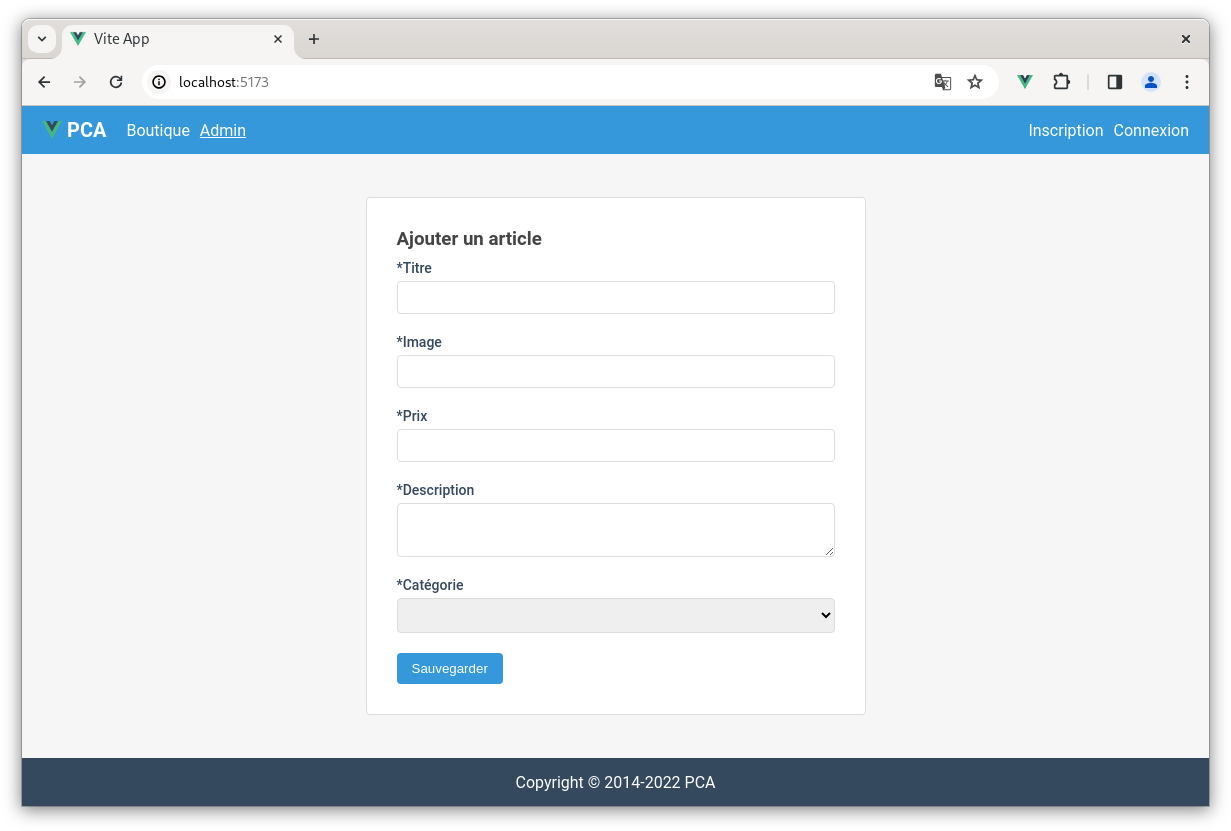 Vite App
localhost:5173
PCA Boutique Admin Inscription Connexion
Ajouter un article
*Titre
*Image
*Prix
*Description
*Catégorie
Sauvegarder
Copyright © 2014-2022 PCA